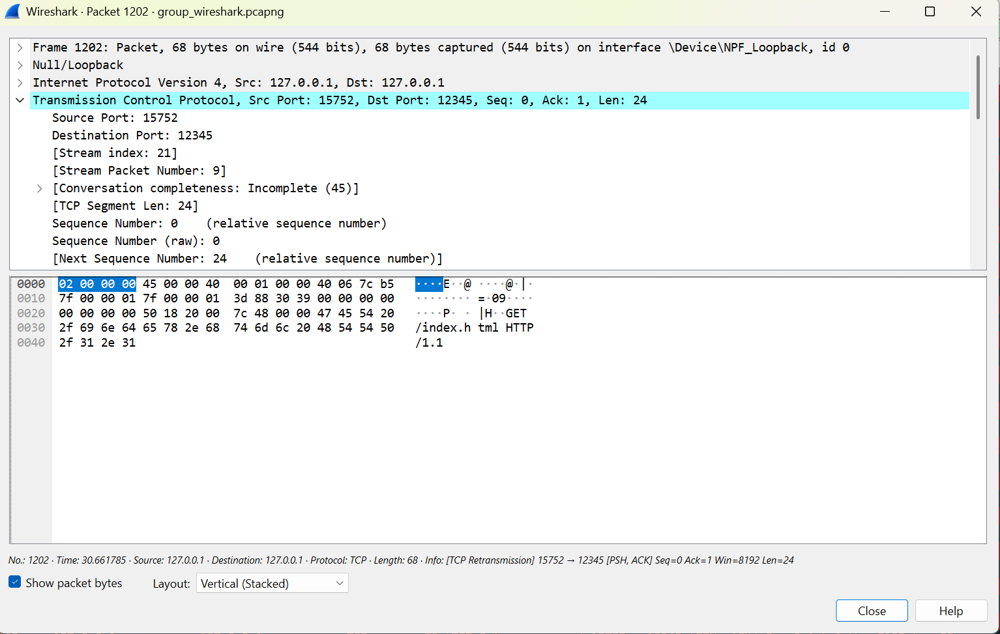 Wireshark · Packet 1202 · group_wireshark.pcapng
Frame 1202: Packet, 68 bytes on wire (544 bits), 68 bytes captured (544 bits) on interface \Device\NPF_Loopback, id 0
Null/Loopback
Internet Protocol Version 4, Src: 127.0.0.1, Dst: 127.0.0.1
Transmission Control Protocol, Src Port: 15752, Dst Port: 12345, Seq: 0, Ack: 1, Len: 24
Source Port: 15752
Destination Port: 12345
[Stream index: 21]
[Stream Packet Number: 9]
[Conversation completeness: Incomplete (45)]
[TCP Segment Len: 24]
Sequence Number: 0    (relative sequence number)
Sequence Number (raw): 0
[Next Sequence Number: 24    (relative sequence number)]
0000 02 00 00 00 45 00 00 40 00 01 00 00 40 06 7c b5 ····E··@ ····@·|·
0010 7f 00 00 01 7f 00 00 01 3d 88 30 39 00 00 00 00 ········ =·09····
0020 00 00 00 00 50 18 20 00 7c 48 00 00 47 45 54 20 ····P· · |H··GET
0030 2f 69 6e 64 65 78 2e 68 74 6d 6c 20 48 54 54 50 /index.h tml HTTP
0040 2f 31 2e 31 /1.1
No.: 1202 · Time: 30.661785 · Source: 127.0.0.1 · Destination: 127.0.0.1 · Protocol: TCP · Length: 68 · Info: [TCP Retransmission] 15752 → 12345 [PSH, ACK] Seq=0 Ack=1 Win=8192 Len=24
Show packet bytes Layout: Vertical (Stacked)
Close Help